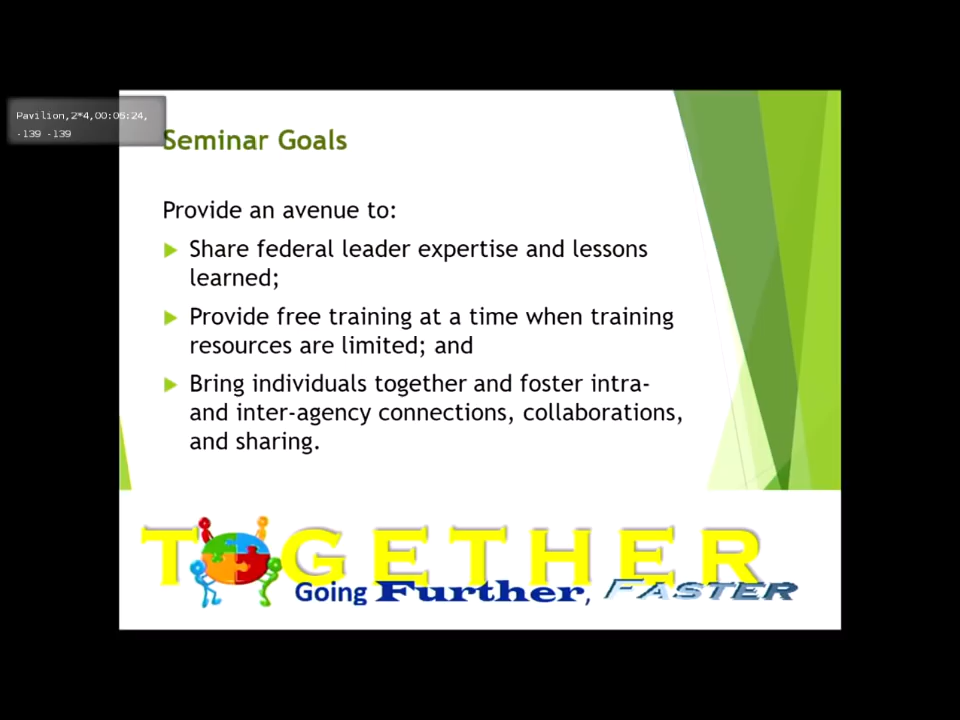 Pavilion,2*4,00:06:24,
-139 -139
Seminar Goals
Provide an avenue to:
Share federal leader expertise and lessons
learned;
Provide free training at a time when training
resources are limited; and
Bring individuals together and foster intra-
and inter-agency connections, collaborations,
and sharing.
TOGETHER
Going Further, FASTER